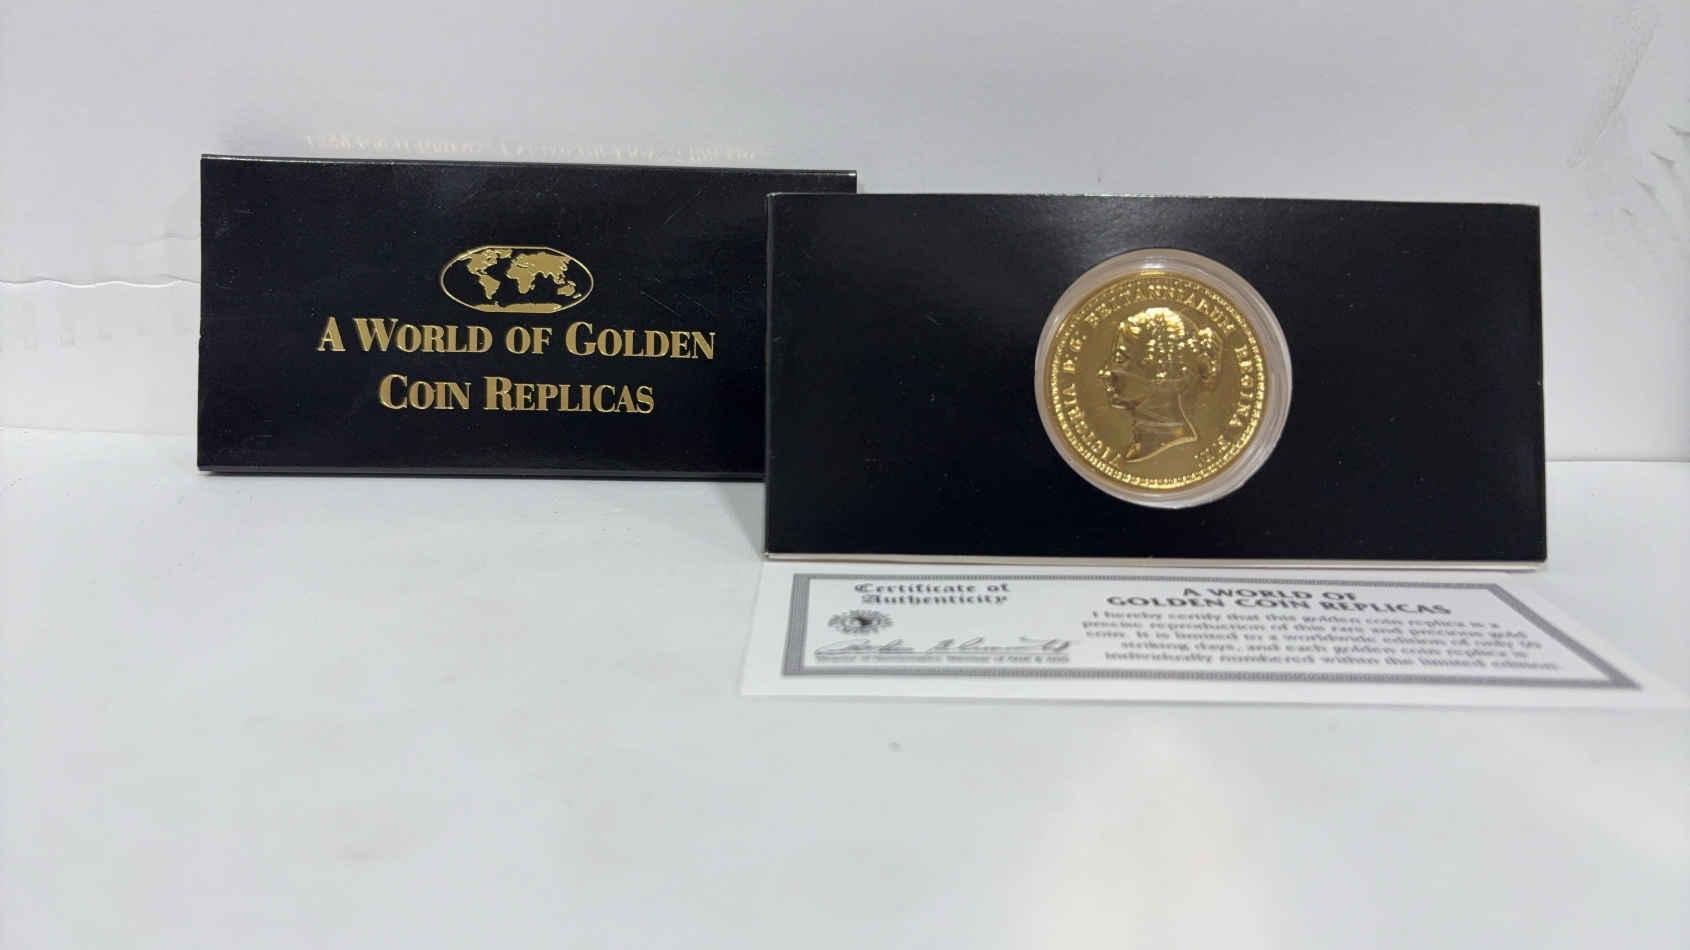 A WORLD OF GOLDEN
COIN REPLICAS
VICTORIA D.G. BRITANNIARUM REGINA F.D.
Certificate of
Authenticity
A WORLD OF
GOLDEN COIN REPLICAS
I hereby certify that this golden coin replica is a
precise reproduction of this rare and precious gold
coin. It is limited to a worldwide edition of only 50
striking days, and each golden coin replica is
individually numbered within the limited edition.